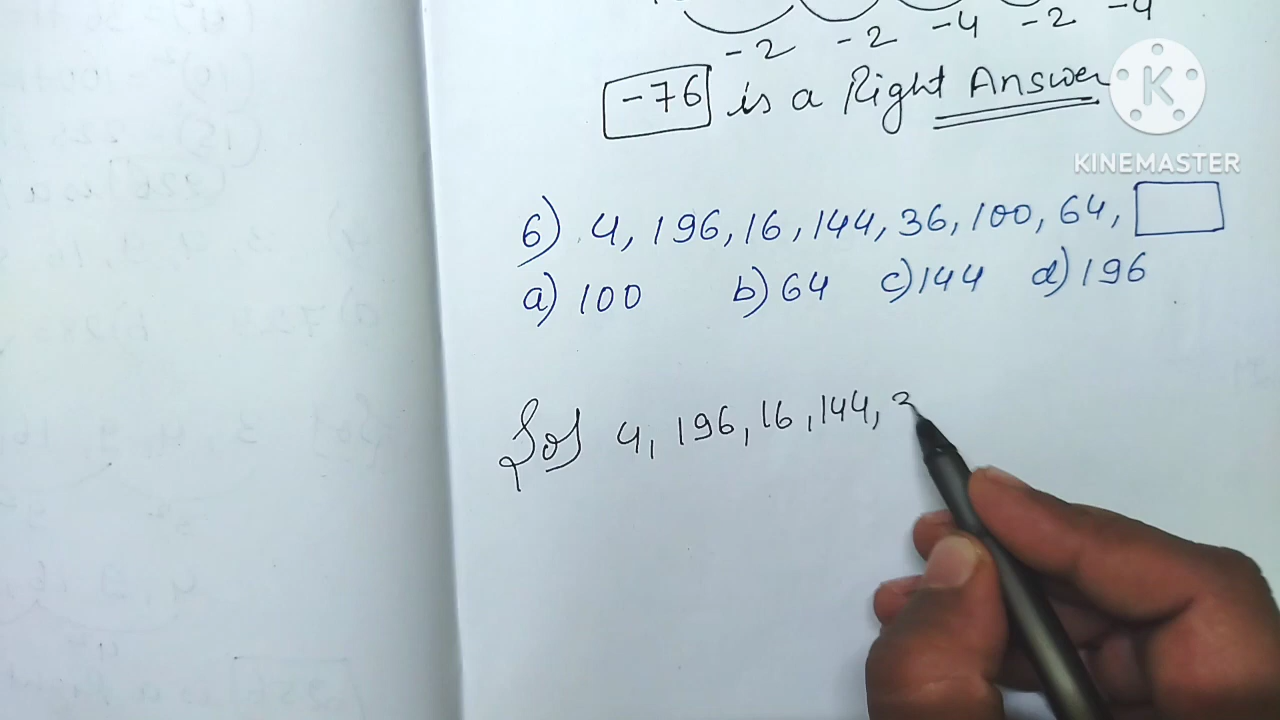 -2 -2 -4 -2 -4
-76 is a Right Answer
K
KINEMASTER
6) 4, 196, 16, 144, 36, 100, 64,
a) 100 b) 64 c) 144 d) 196
Sol 4, 196, 16, 144, 3